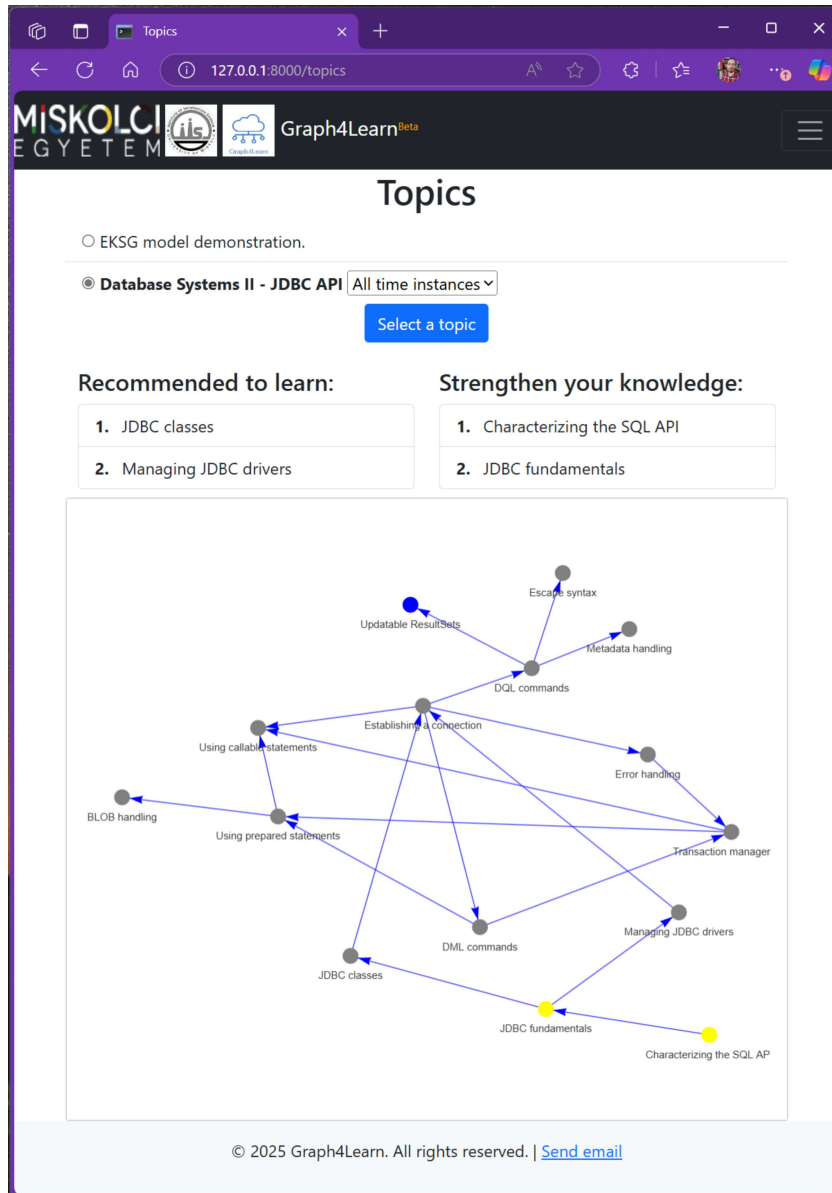 Topics
127.0.0.1:8000/topics
MISKOLCI
EGYETEM
iis
Graph4Learn
Graph4Learn Beta
Topics
EKSG model demonstration.
Database Systems II - JDBC API All time instances
Select a topic
Recommended to learn:
1. JDBC classes
2. Managing JDBC drivers
Strengthen your knowledge:
1. Characterizing the SQL API
2. JDBC fundamentals
Escape syntax
Updatable ResultSets
Metadata handling
DQL commands
Establishing a connection
Using callable statements
Error handling
BLOB handling
Using prepared statements
Transaction manager
Managing JDBC drivers
DML commands
JDBC classes
JDBC fundamentals
Characterizing the SQL AP
© 2025 Graph4Learn. All rights reserved. | Send email